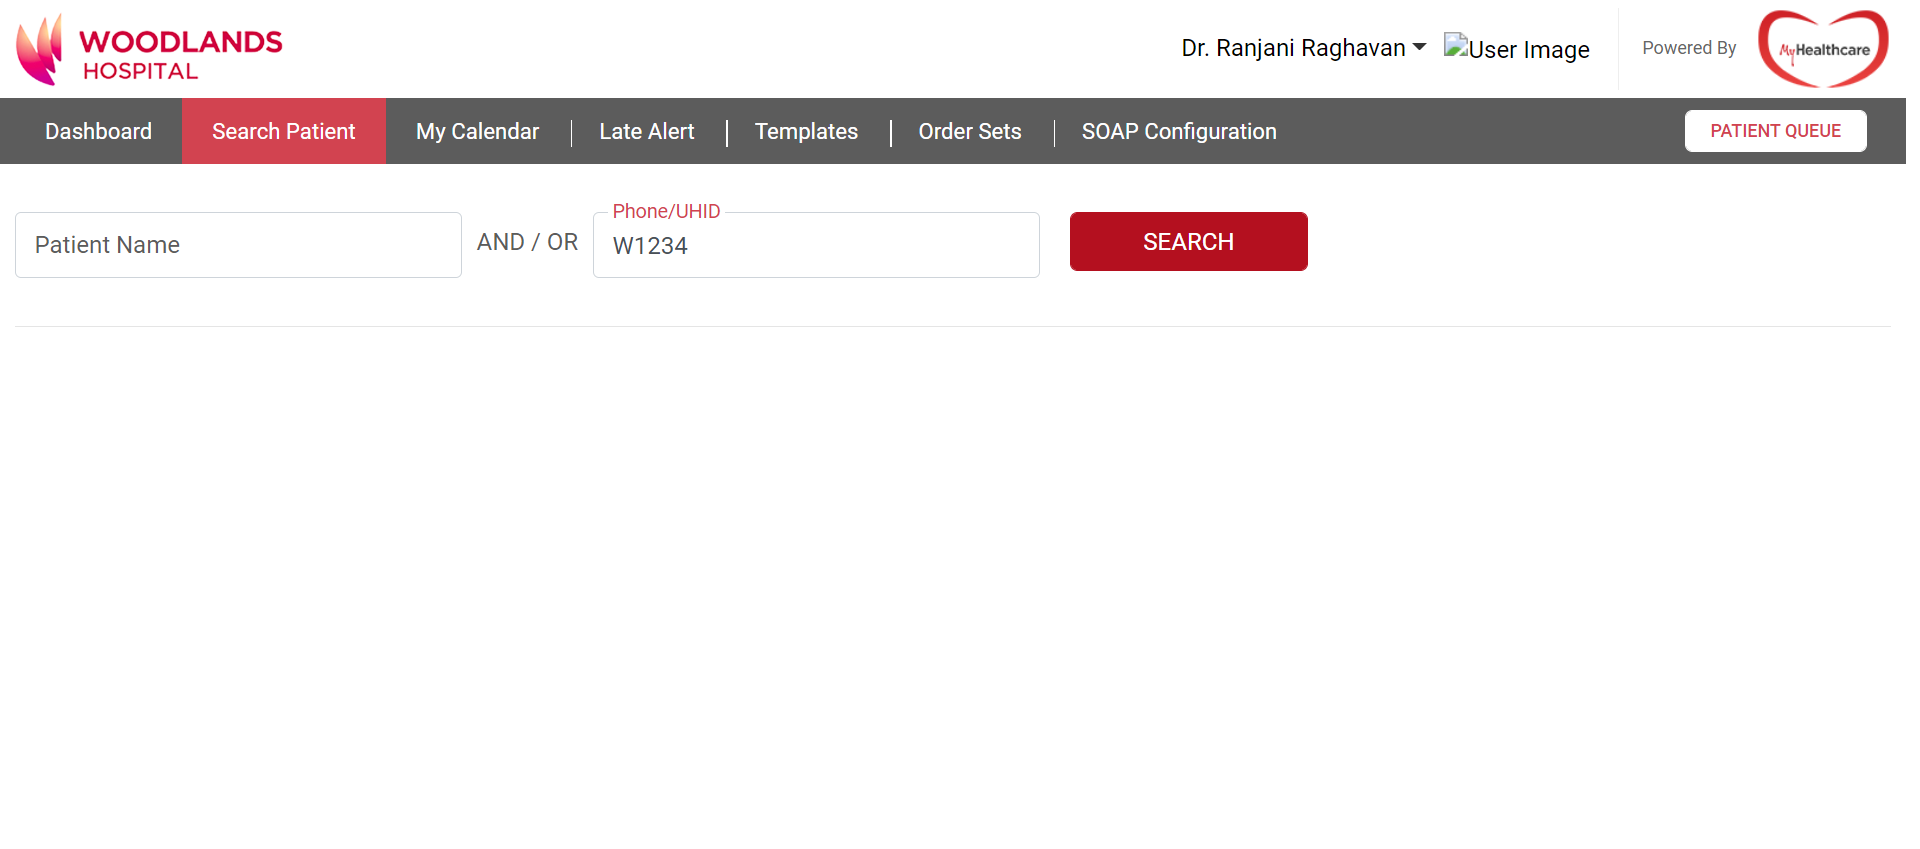 WOODLANDS
HOSPITAL
Dr. Ranjani Raghavan
User Image
Powered By
MyHealthcare
Dashboard
Search Patient
My Calendar
Late Alert
Templates
Order Sets
SOAP Configuration
PATIENT QUEUE
Patient Name
AND / OR
Phone/UHID
W1234
SEARCH